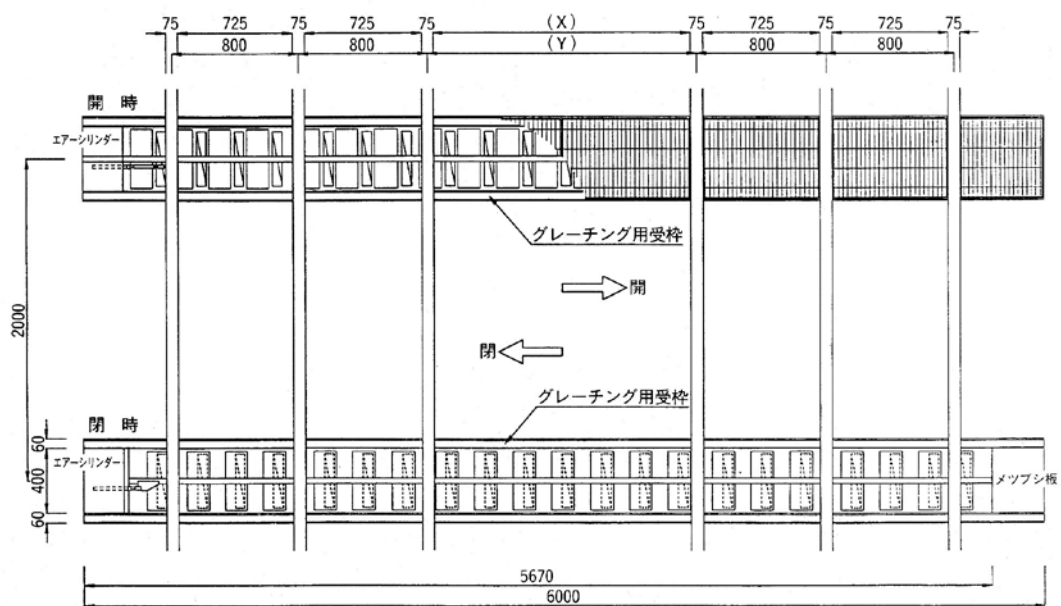 75 725 75 725 75 (X) 75 725 75 725 75
800 800 (Y) 800 800
開時
エアーシリンダー
グレーチング用受枠
開
2000
閉
グレーチング用受枠
閉時
60
エアーシリンダー
400
メツブシ板
60
5670
6000